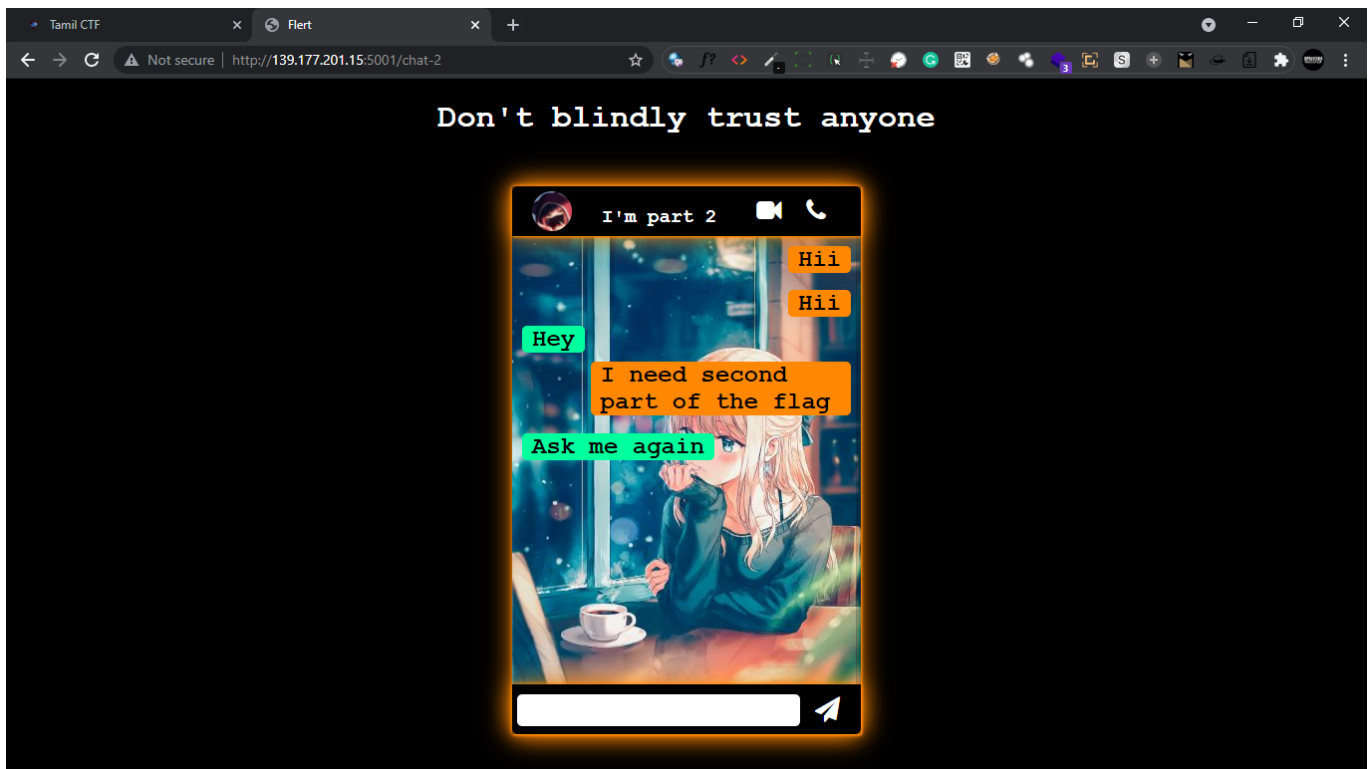 Tamil CTF
Flert
Not secure | http://139.177.201.15:5001/chat-2
f?
3
Don't blindly trust anyone
I'm part 2
Hii
Hii
Hey
I need second
part of the flag
Ask me again